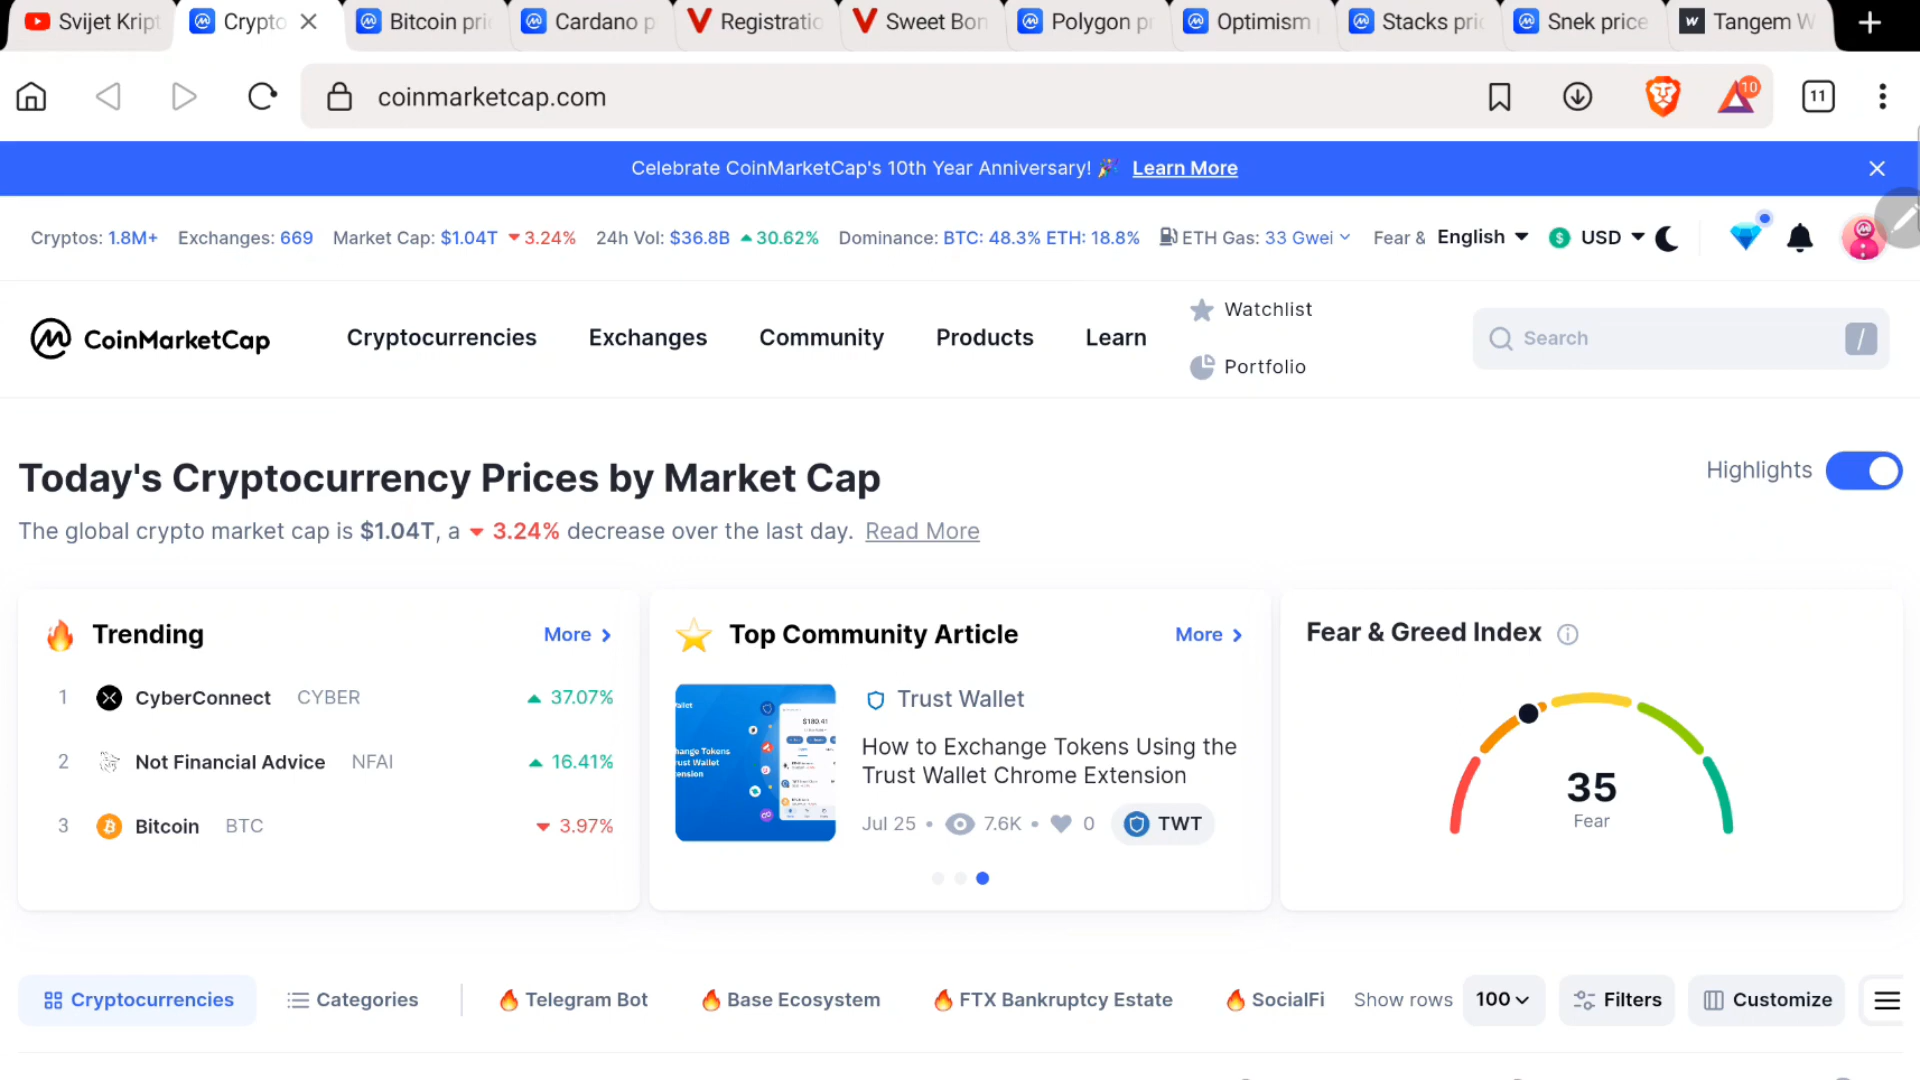 Svijet Kript
Crypto
Bitcoin pri
Cardano p
Registratio
Sweet Bon
Polygon pr
Optimism p
Stacks pric
Snek price
Tangem W
coinmarketcap.com
10
11
Celebrate CoinMarketCap's 10th Year Anniversary! 🎉 Learn More
Cryptos: 1.8M+ Exchanges: 669 Market Cap: $1.04T 3.24% 24h Vol: $36.8B 30.62% Dominance: BTC: 48.3% ETH: 18.8% ETH Gas: 33 Gwei Fear & English USD
CoinMarketCap
Cryptocurrencies Exchanges Community Products Learn
Watchlist
Portfolio
Search /
Today's Cryptocurrency Prices by Market Cap
Highlights
The global crypto market cap is $1.04T, a 3.24% decrease over the last day. Read More
Trending
More
1 CyberConnect CYBER 37.07%
2 Not Financial Advice NFAI 16.41%
3 Bitcoin BTC 3.97%
Top Community Article
More
$180.41
Trust Wallet
How to Exchange Tokens Using the
Trust Wallet Chrome Extension
Jul 25 • 7.6K • 0 TWT
Fear & Greed Index
35
Fear
Cryptocurrencies Categories Telegram Bot Base Ecosystem FTX Bankruptcy Estate SocialFi Show rows 100 Filters Customize